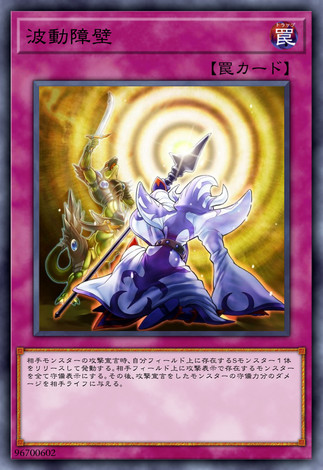 波動障壁
トラップ
罠
【罠カード】
相手モンスターの攻撃宣言時、自分フィールド上に存在するSモンスター１体
をリリースして発動する。相手フィールド上に表側攻撃表示で存在するモンスター
を全て守備表示にする。その後、攻撃宣言をしたモンスターの守備力分のダメ
ージを相手ライフに与える。
96700602